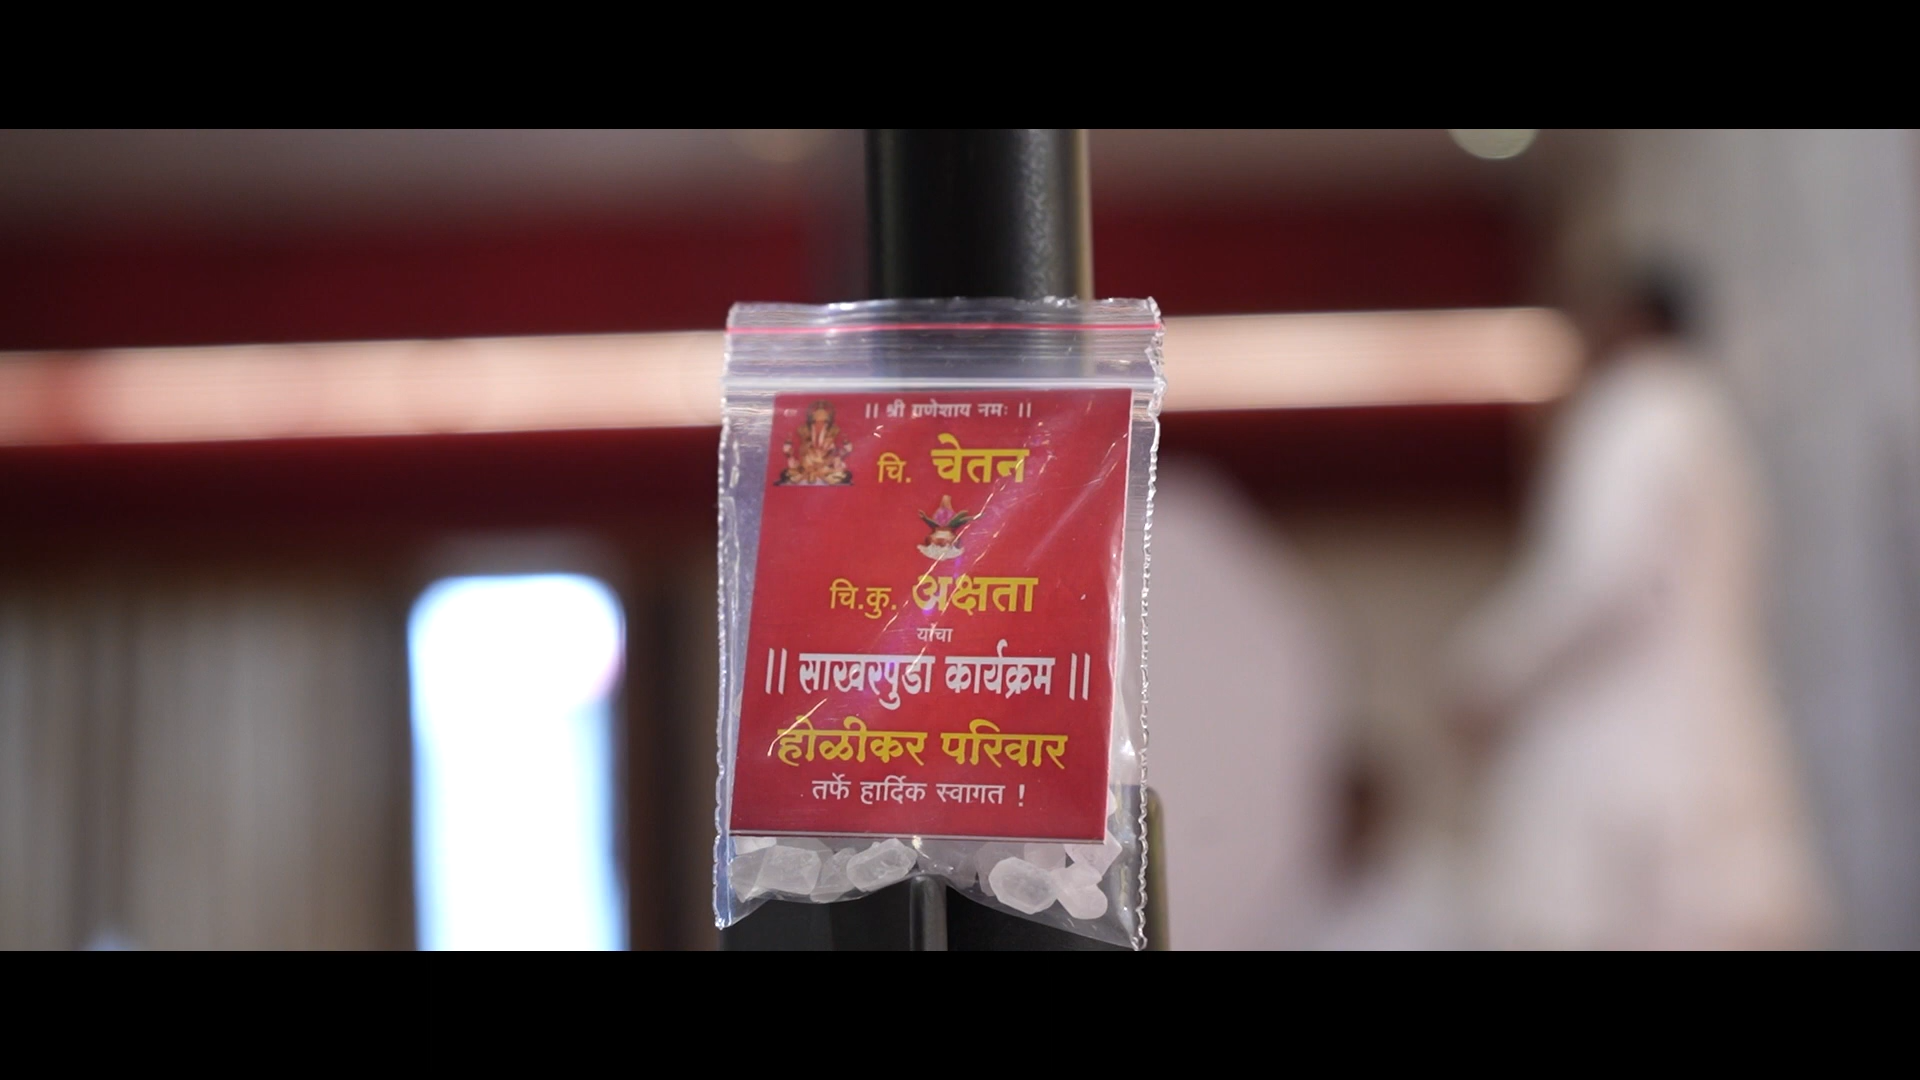 || श्री गणेशाय नमः ||
चि. चेतन
चि.कु. अक्षता
यांचा
|| साखरपुडा कार्यक्रम ||
होळीकर परिवार
तर्फे हार्दिक स्वागत !